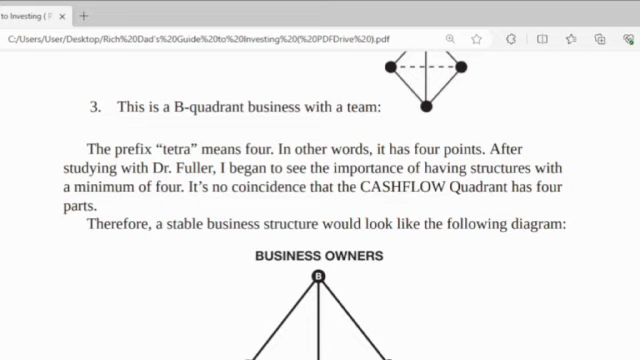 to Investing ( P
C:/Users/User/Desktop/Rich%20Dad's%20Guide%20to%20Investing%20(%20PDFDrive%20).pdf
3. This is a B-quadrant business with a team:
The prefix “tetra” means four. In other words, it has four points. After
studying with Dr. Fuller, I began to see the importance of having structures with
a minimum of four. It’s no coincidence that the CASHFLOW Quadrant has four
parts.
Therefore, a stable business structure would look like the following diagram:
BUSINESS OWNERS
B